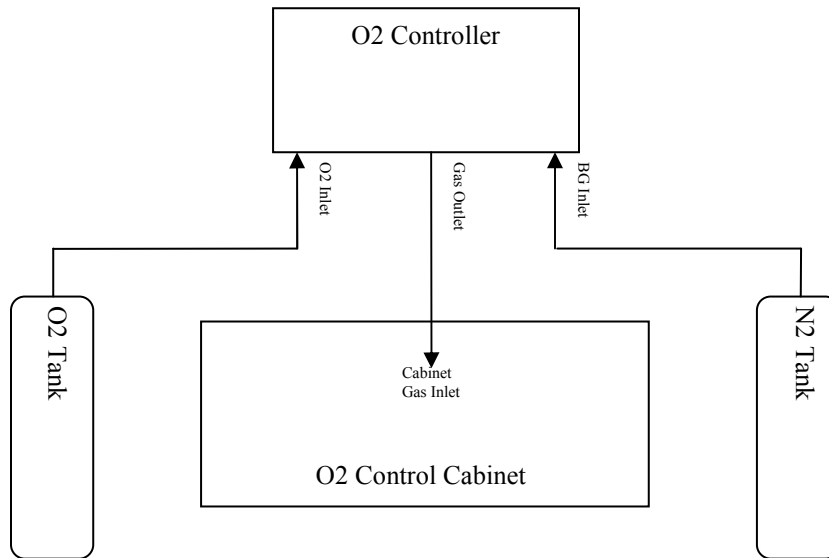 O2 Controller
O2 Inlet
Gas Outlet
BG Inlet
O2 Tank
N2 Tank
Cabinet
Gas Inlet
O2 Control Cabinet